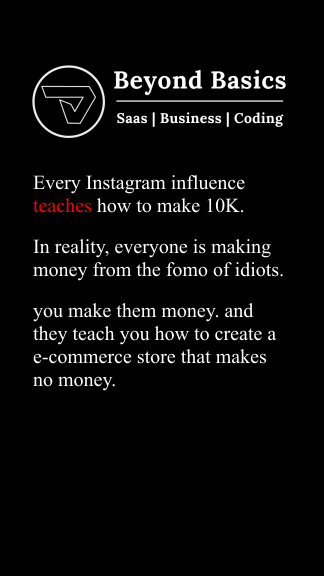 Beyond Basics
Saas | Business | Coding
Every Instagram influence
teaches how to make 10K.
In reality, everyone is making
money from the fomo of idiots.
you make them money. and
they teach you how to create a
e-commerce store that makes
no money.